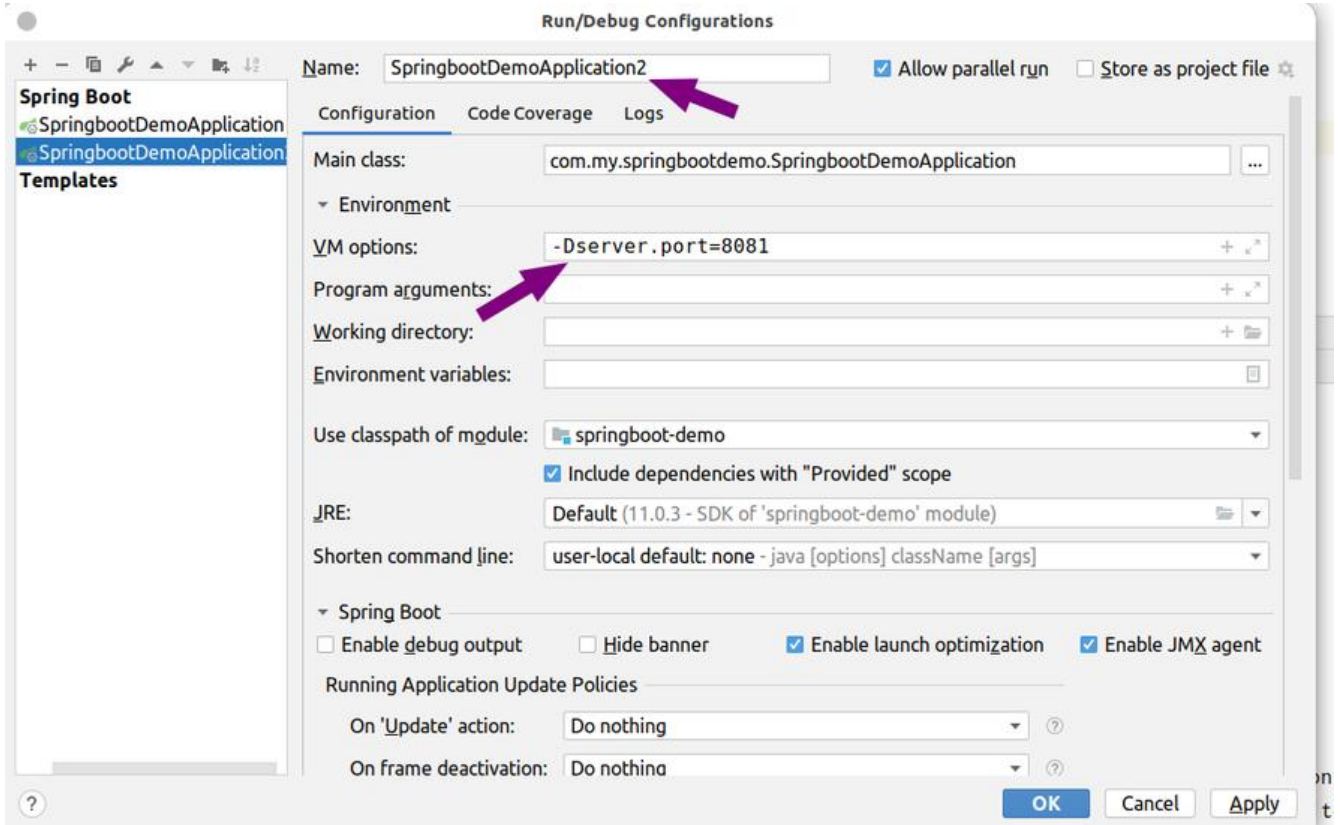 Run/Debug Configurations
Name: SpringbootDemoApplication2 Allow parallel run Store as project file
Spring Boot
SpringbootDemoApplication
SpringbootDemoApplication
Templates
Configuration Code Coverage Logs
Main class: com.my.springbootdemo.SpringbootDemoApplication ...
Environment
VM options: -Dserver.port=8081
Program arguments:
Working directory:
Environment variables:
Use classpath of module: springboot-demo
Include dependencies with "Provided" scope
JRE: Default (11.0.3 - SDK of 'springboot-demo' module)
Shorten command line: user-local default: none - java [options] className [args]
Spring Boot
Enable debug output Hide banner Enable launch optimization Enable JMX agent
Running Application Update Policies
On 'Update' action: Do nothing ?
On frame deactivation: Do nothing ?
? OK Cancel Apply
on
t